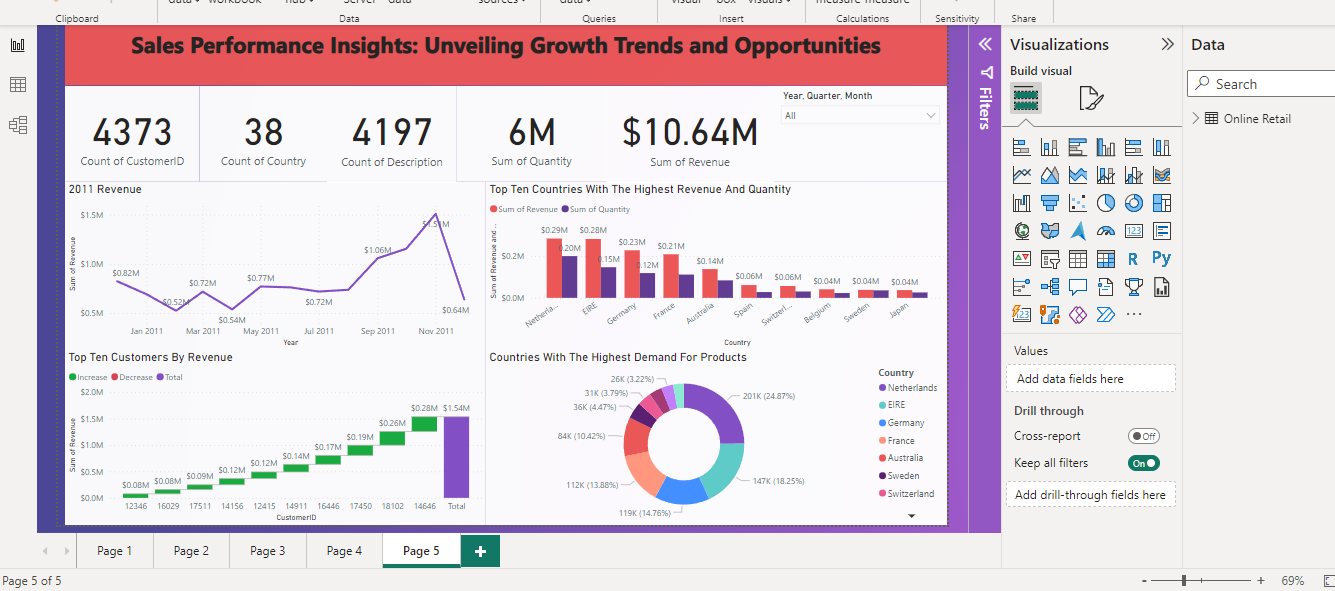 workbook
Clipboard
Data
Queries
Insert
Calculations
Sensitivity
Share
Sales Performance Insights: Unveiling Growth Trends and Opportunities
4373
Count of CustomerID
38
Count of Country
4197
Count of Description
6M
Sum of Quantity
$10.64M
Sum of Revenue
Year, Quarter, Month
All
2011 Revenue
Sum of Revenue
$1.5M
$1.0M
$0.5M
$0.82M
$0.52M
$0.72M
$0.54M
$0.77M
$0.72M
$1.06M
$1.51M
$0.64M
Jan 2011 Mar 2011 May 2011 Jul 2011 Sep 2011 Nov 2011
Year
Top Ten Countries With The Highest Revenue And Quantity
Sum of Revenue Sum of Quantity
Sum of Revenue and ...
$0.2M
$0.0M
$0.29M $0.28M $0.23M $0.21M $0.14M $0.06M $0.06M $0.04M $0.04M $0.04M
0.20M 0.15M 0.12M
Netherla... EIRE Germany France Australia Spain Switzerl... Belgium Sweden Japan
Country
Top Ten Customers By Revenue
Increase Decrease Total
Sum of Revenue
$2.0M
$1.5M
$1.0M
$0.5M
$0.0M
$0.08M $0.08M $0.09M $0.12M $0.12M $0.14M $0.17M $0.19M $0.26M $0.28M $1.54M
12346 16029 17511 14156 12415 14911 16446 17450 18102 14646 Total
CustomerID
Countries With The Highest Demand For Products
26K (3.22%)
31K (3.79%)
36K (4.47%)
84K (10.42%)
112K (13.88%)
119K (14.76%)
147K (18.25%)
201K (24.87%)
Country
Netherlands
EIRE
Germany
France
Australia
Sweden
Switzerland
Filters
Visualizations
Build visual
123
R
Py
123
Values
Add data fields here
Drill through
Cross-report
Off
Keep all filters
On
Add drill-through fields here
Data
Search
Online Retail
Page 1
Page 2
Page 3
Page 4
Page 5
+
Page 5 of 5
- + 69%